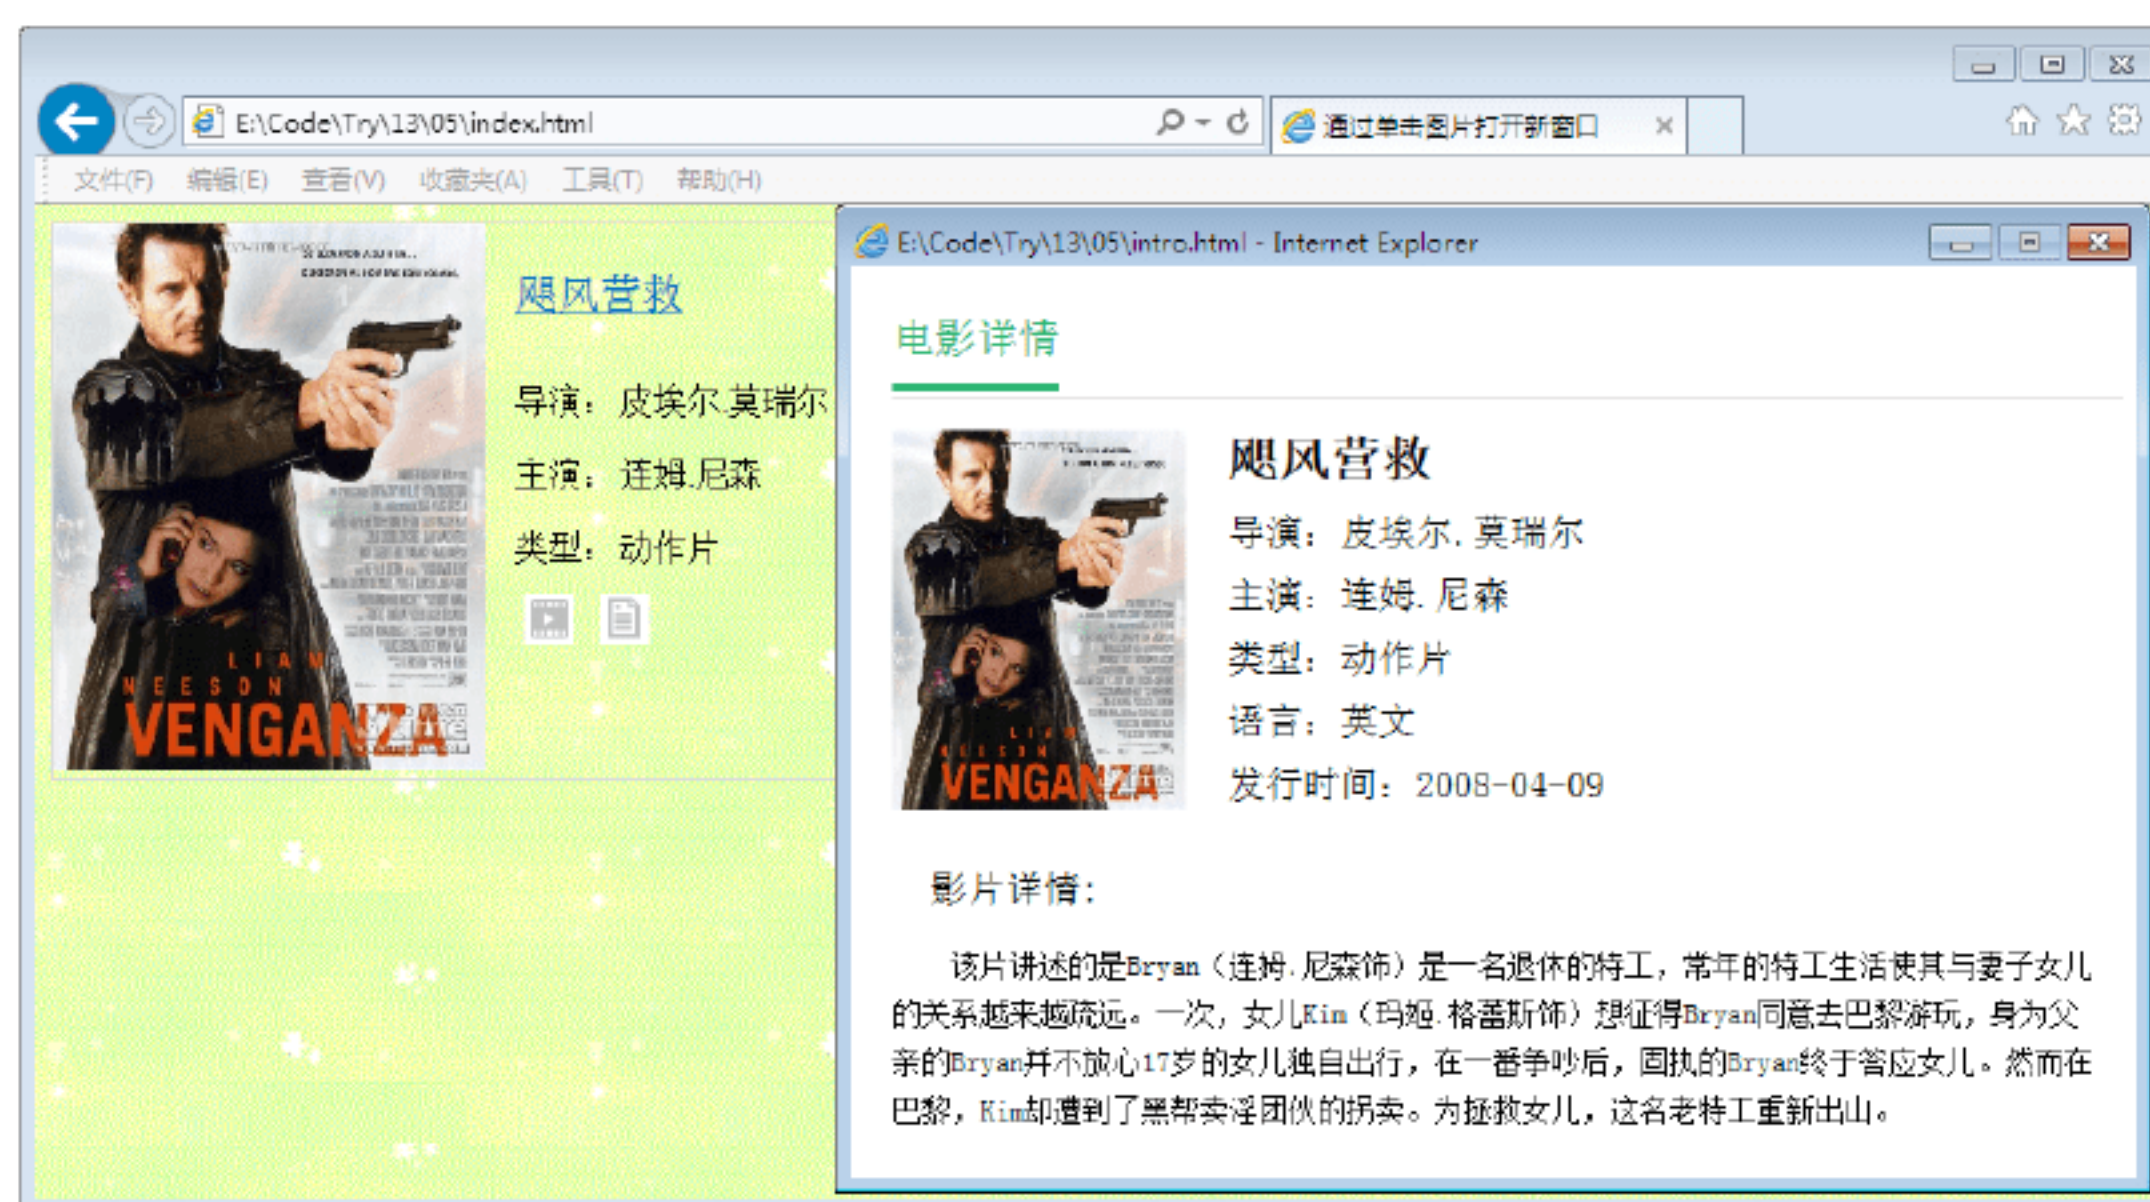 E:\Code\Try\13\05\index.html
通过单击图片打开新窗口
文件(F) 编辑(E) 查看(V) 收藏夹(A) 工具(T) 帮助(H)
飓风营救
导演：皮埃尔.莫瑞尔
主演：连姆.尼森
类型：动作片
LIAM
NEESON
VENGANZA
E:\Code\Try\13\05\intro.html - Internet Explorer
电影详情
飓风营救
导演：皮埃尔.莫瑞尔
主演：连姆.尼森
类型：动作片
语言：英文
发行时间：2008-04-09
LIAM
NEESON
VENGANZA
影片详情:
该片讲述的是Bryan（连姆.尼森饰）是一名退休的特工，常年的特工生活使其与妻子女儿
的关系越来越疏远。一次，女儿Kim（玛姬.格蕾斯饰）想征得Bryan同意去巴黎游玩，身为父
亲的Bryan并不放心17岁的女儿独自出行，在一番争吵后，固执的Bryan终于答应女儿。然而在
巴黎，Kim却遭到了黑帮卖淫团伙的拐卖。为拯救女儿，这名老特工重新出山。